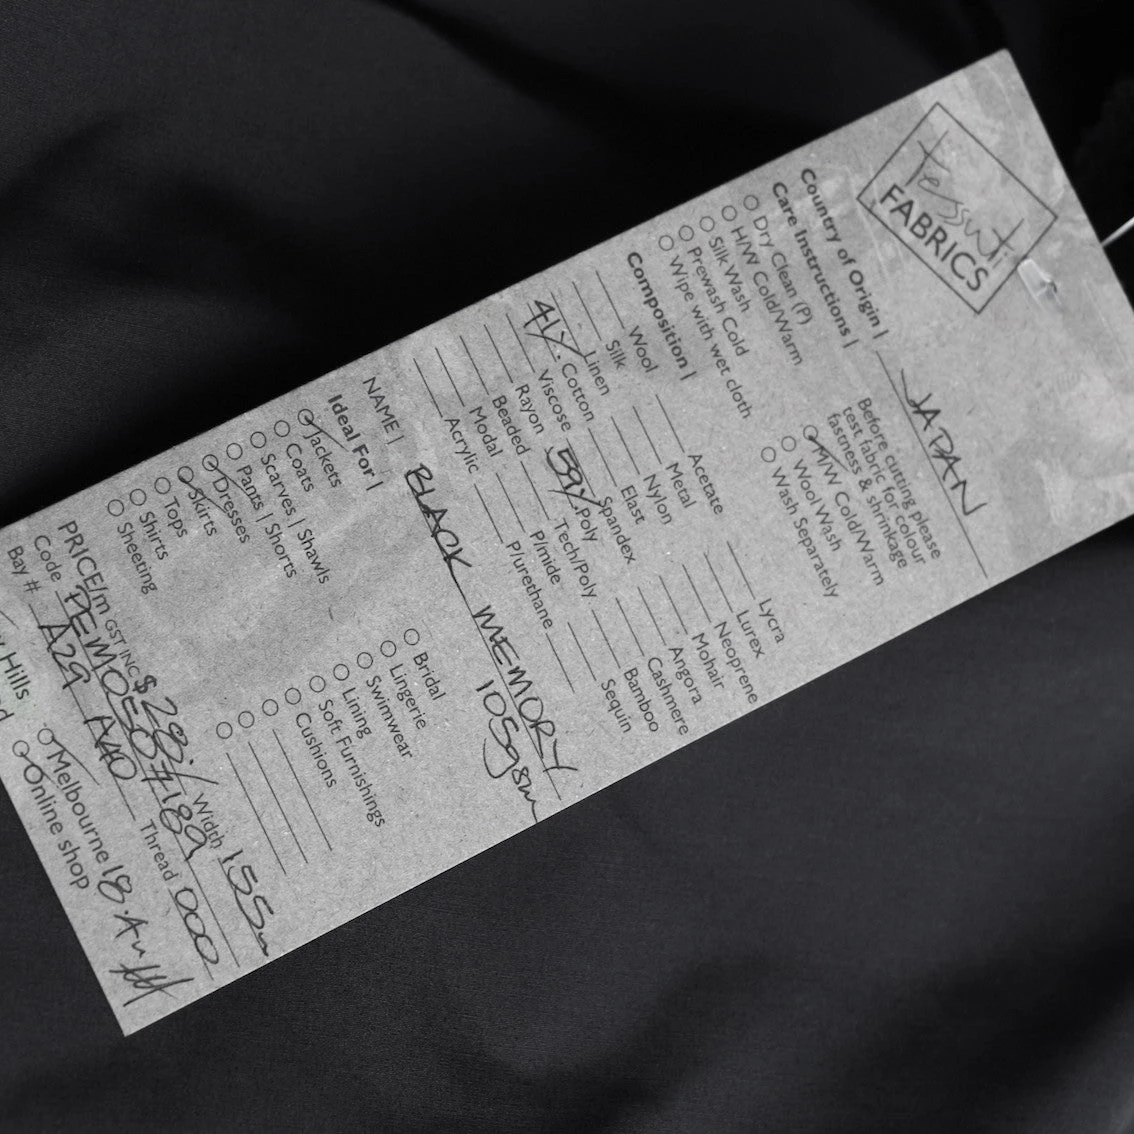 tessuti
FABRICS
Country of Origin | JAPAN
Care Instructions |
Before cutting please
test fabric for colour
fastness & shrinkage
Dry Clean (P)
H/W Cold/Warm
Silk Wash
Prewash Cold
Wipe with wet cloth
M/W Cold/Warm
Wool Wash
Wash Separately
Composition |
Wool
Silk
Linen
41% Cotton
Viscose
Rayon
Beaded
Modal
Acrylic
Acetate
Metal
Nylon
Elast
Spandex
59% Poly
Tech/Poly
P/mide
P/urethane
Lycra
Lurex
Neoprene
Mohair
Angora
Cashmere
Bamboo
Sequin
NAME | BLACK MEMORY
105gsm
Ideal For |
Jackets
Coats
Scarves | Shawls
Pants | Shorts
Dresses
Skirts
Tops
Shirts
Sheeting
Bridal
Lingerie
Swimwear
Lining
Soft Furnishings
Cushions
PRICE/m GST INC $28.- Width 155
Code PEMO50#189
Bay # A29 A40 Thread 000
Hills
Melbourne
Online shop